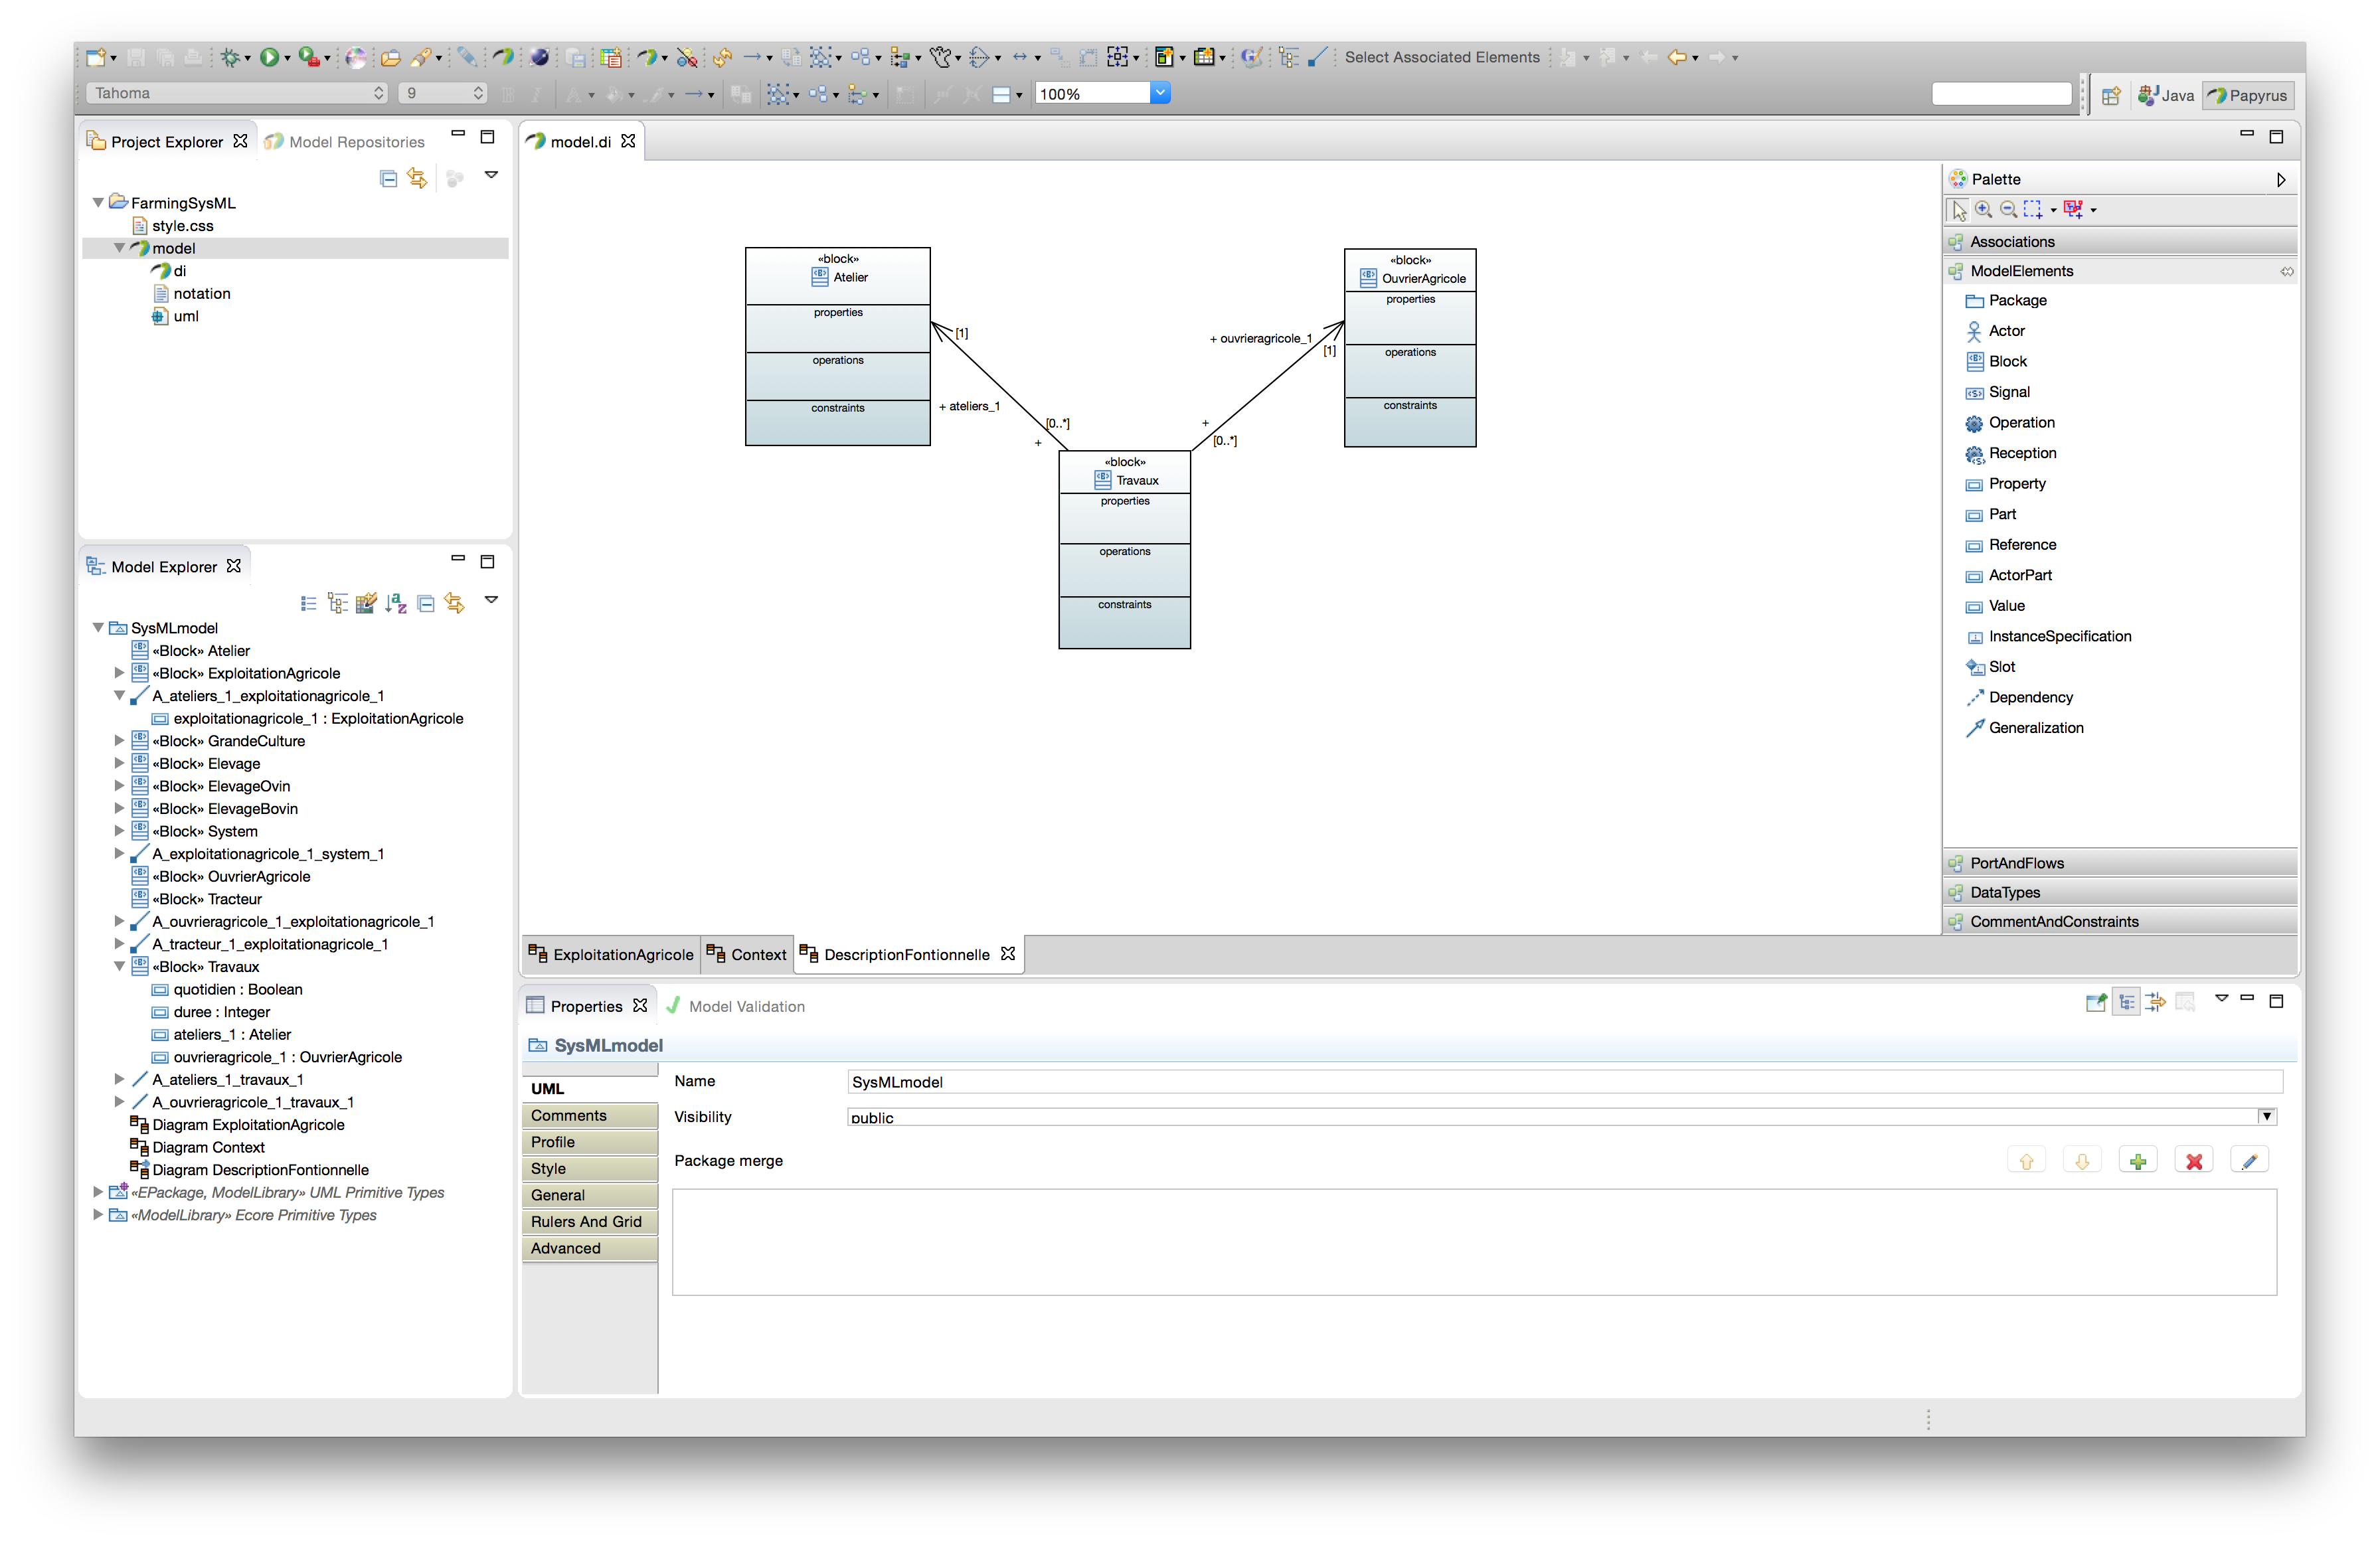 Select Associated Elements
Tahoma
9
100%
Java
Papyrus
Project Explorer
Model Repositories
FarmingSysML
style.css
model
di
notation
uml
Model Explorer
SysMLmodel
«Block» Atelier
«Block» ExploitationAgricole
A_ateliers_1_exploitationagricole_1
exploitationagricole_1 : ExploitationAgricole
«Block» GrandeCulture
«Block» Elevage
«Block» ElevageOvin
«Block» ElevageBovin
«Block» System
A_exploitationagricole_1_system_1
«Block» OuvrierAgricole
«Block» Tracteur
A_ouvrieragricole_1_exploitationagricole_1
A_tracteur_1_exploitationagricole_1
«Block» Travaux
quotidien : Boolean
duree : Integer
ateliers_1 : Atelier
ouvrieragricole_1 : OuvrierAgricole
A_ateliers_1_travaux_1
A_ouvrieragricole_1_travaux_1
Diagram ExploitationAgricole
Diagram Context
Diagram DescriptionFontionnelle
«EPackage, ModelLibrary» UML Primitive Types
«ModelLibrary» Ecore Primitive Types
model.di
«block»
Atelier
properties
operations
constraints
[1]
+ ateliers_1
[0..*]
+
«block»
OuvrierAgricole
properties
operations
constraints
+ ouvrieragricole_1
[1]
+
[0..*]
«block»
Travaux
properties
operations
constraints
Palette
Associations
ModelElements
Package
Actor
Block
Signal
Operation
Reception
Property
Part
Reference
ActorPart
Value
InstanceSpecification
Slot
Dependency
Generalization
PortAndFlows
DataTypes
CommentAndConstraints
ExploitationAgricole
Context
DescriptionFontionnelle
Properties
Model Validation
SysMLmodel
UML
Comments
Profile
Style
General
Rulers And Grid
Advanced
Name
SysMLmodel
Visibility
public
Package merge